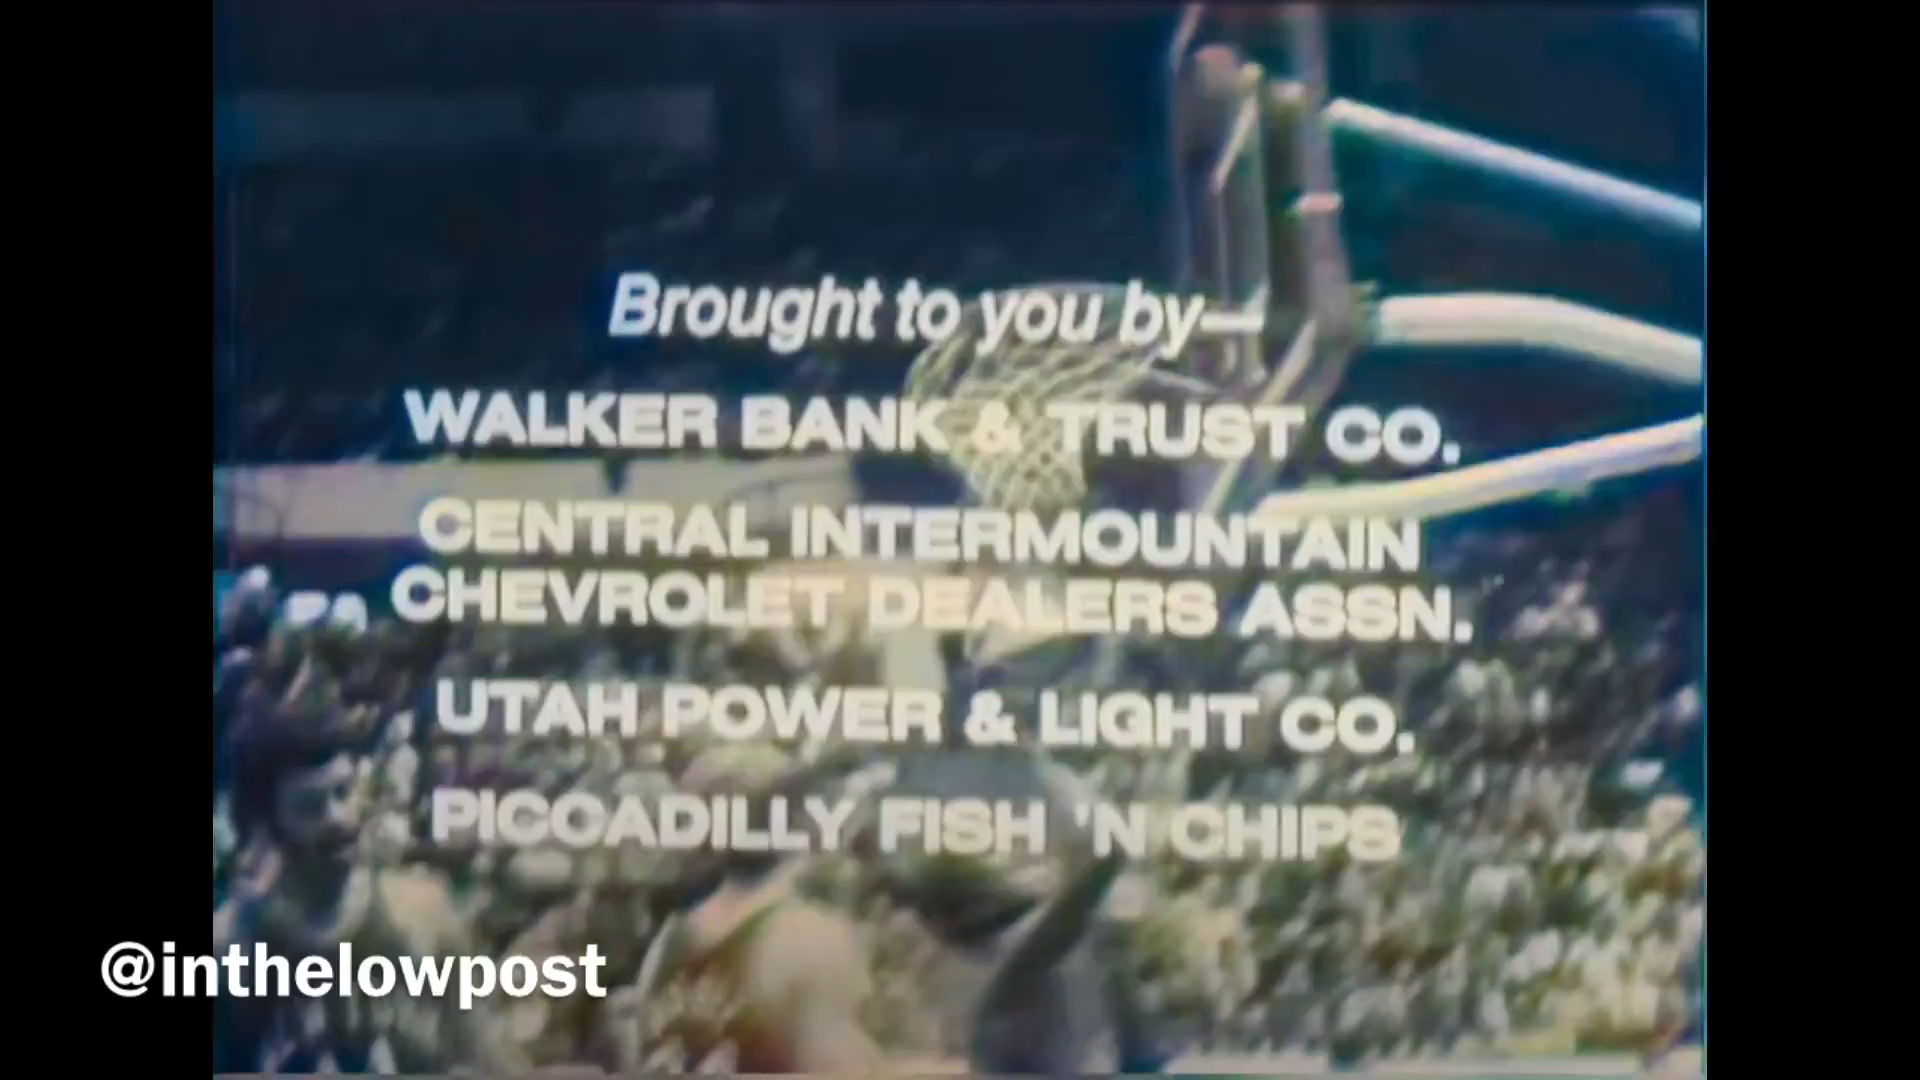 Brought to you by—
WALKER BANK & TRUST CO.
CENTRAL INTERMOUNTAIN
CHEVROLET DEALERS ASSN.
UTAH POWER & LIGHT CO.
PICCADILLY FISH 'N CHIPS
@inthelowpost